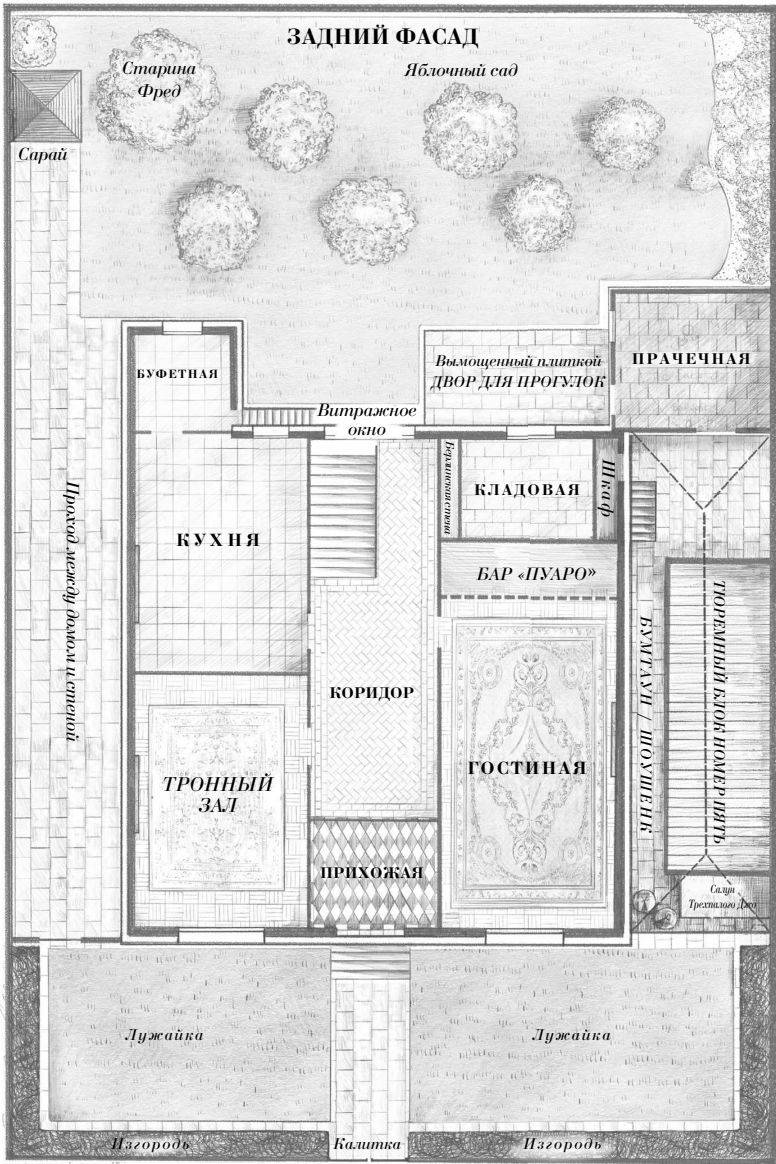 ЗАДНИЙ ФАСАД
Старина
Фред
Яблочный сад
Сарай
БУФЕТНАЯ
Вымощенный плиткой
ДВОР ДЛЯ ПРОГУЛОК
ПРАЧЕЧНАЯ
Витражное
окно
Берлинская стена
КЛАДОВАЯ
Шкаф
КУХНЯ
БАР «ПУАРО»
Проход между домом и стеной
КОРИДОР
БУМТАУН / ШОУШЕНК
ТЮРЕМНЫЙ БЛОК НОМЕР ПЯТЬ
ТРОННЫЙ
ЗАЛ
ГОСТИНАЯ
ПРИХОЖАЯ
Салун
Трехпалого Джо
Лужайка
Лужайка
Изгородь
Калитка
Изгородь